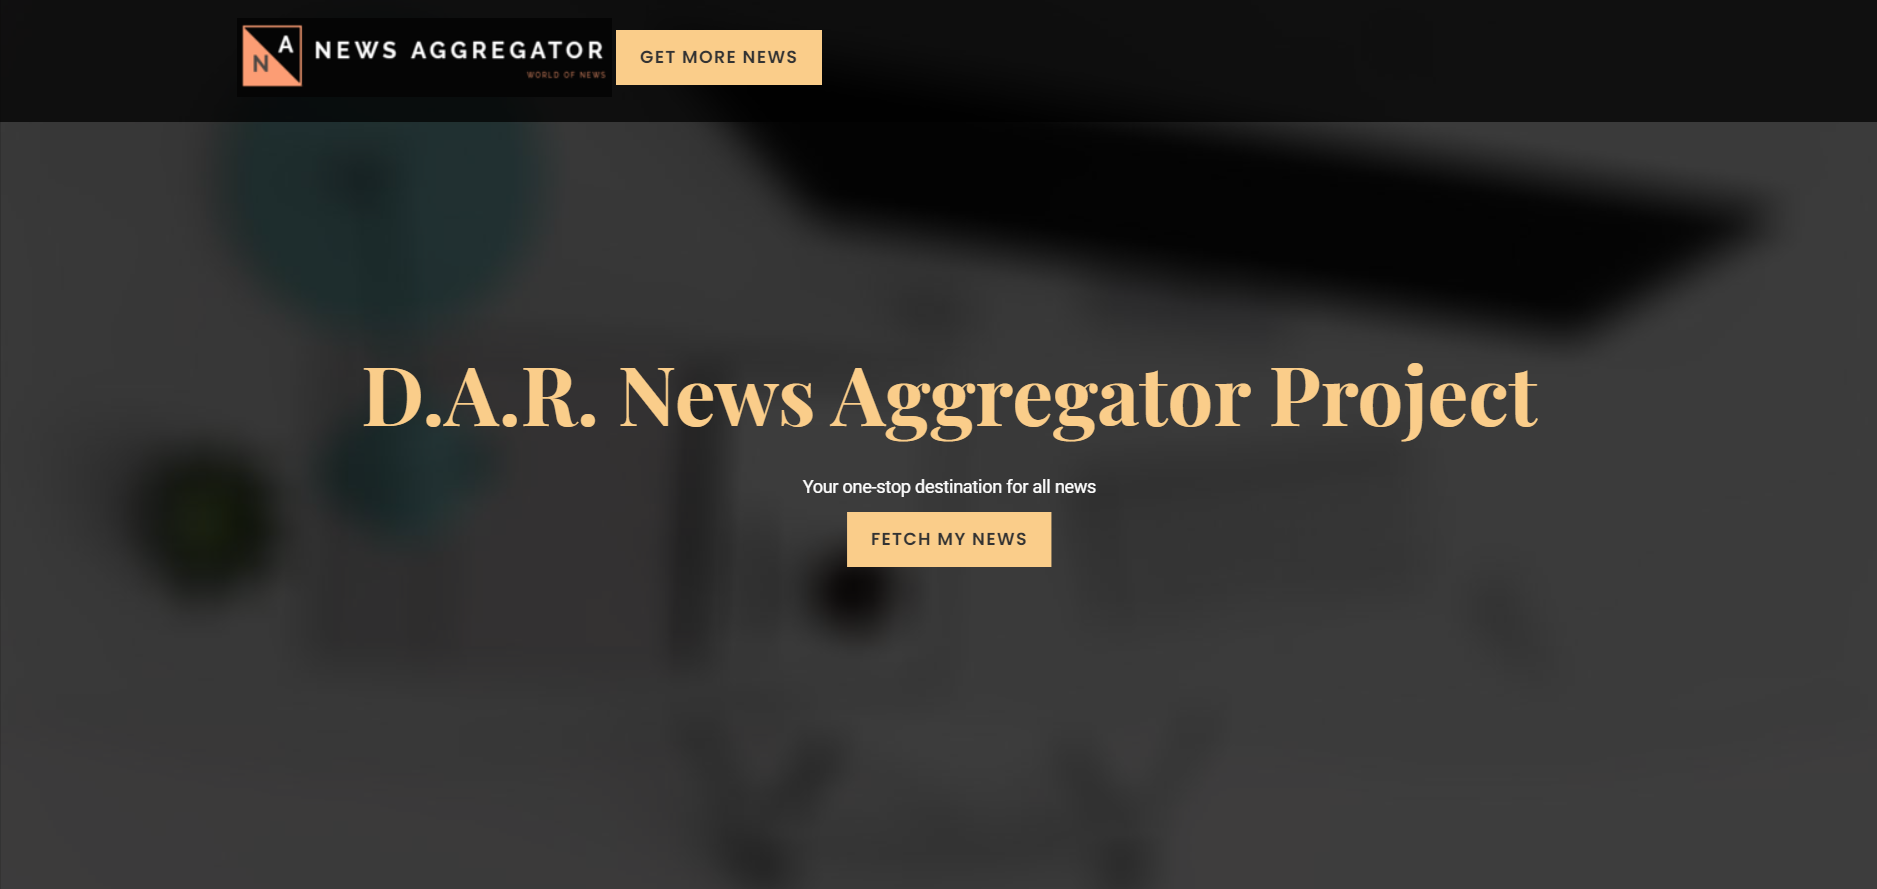 A
N
NEWS AGGREGATOR
WORLD OF NEWS
GET MORE NEWS
D.A.R. News Aggregator Project
Your one-stop destination for all news
FETCH MY NEWS